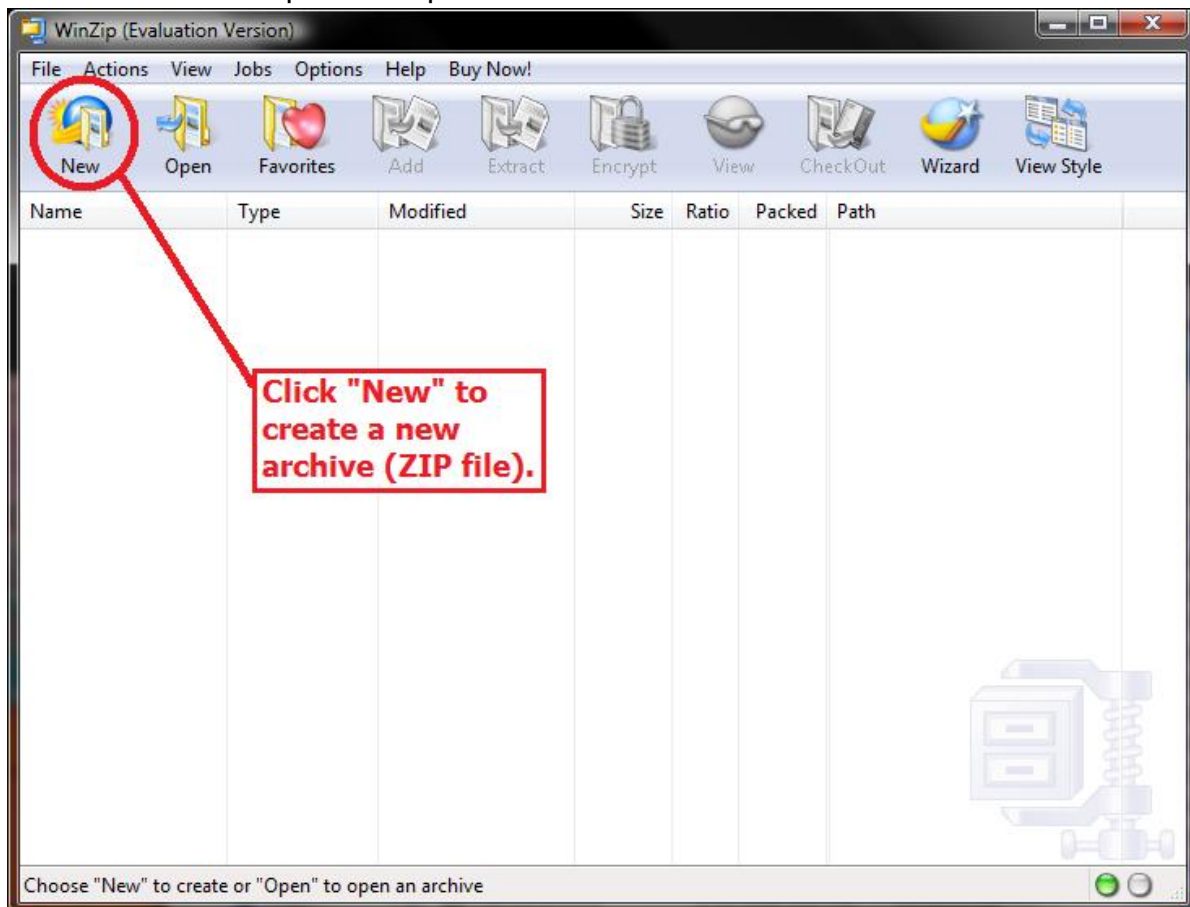 WinZip (Evaluation Version)
File Actions View Jobs Options Help Buy Now!
New Open Favorites Add Extract Encrypt View CheckOut Wizard View Style
Name Type Modified Size Ratio Packed Path
Click "New" to
create a new
archive (ZIP file).
Choose "New" to create or "Open" to open an archive